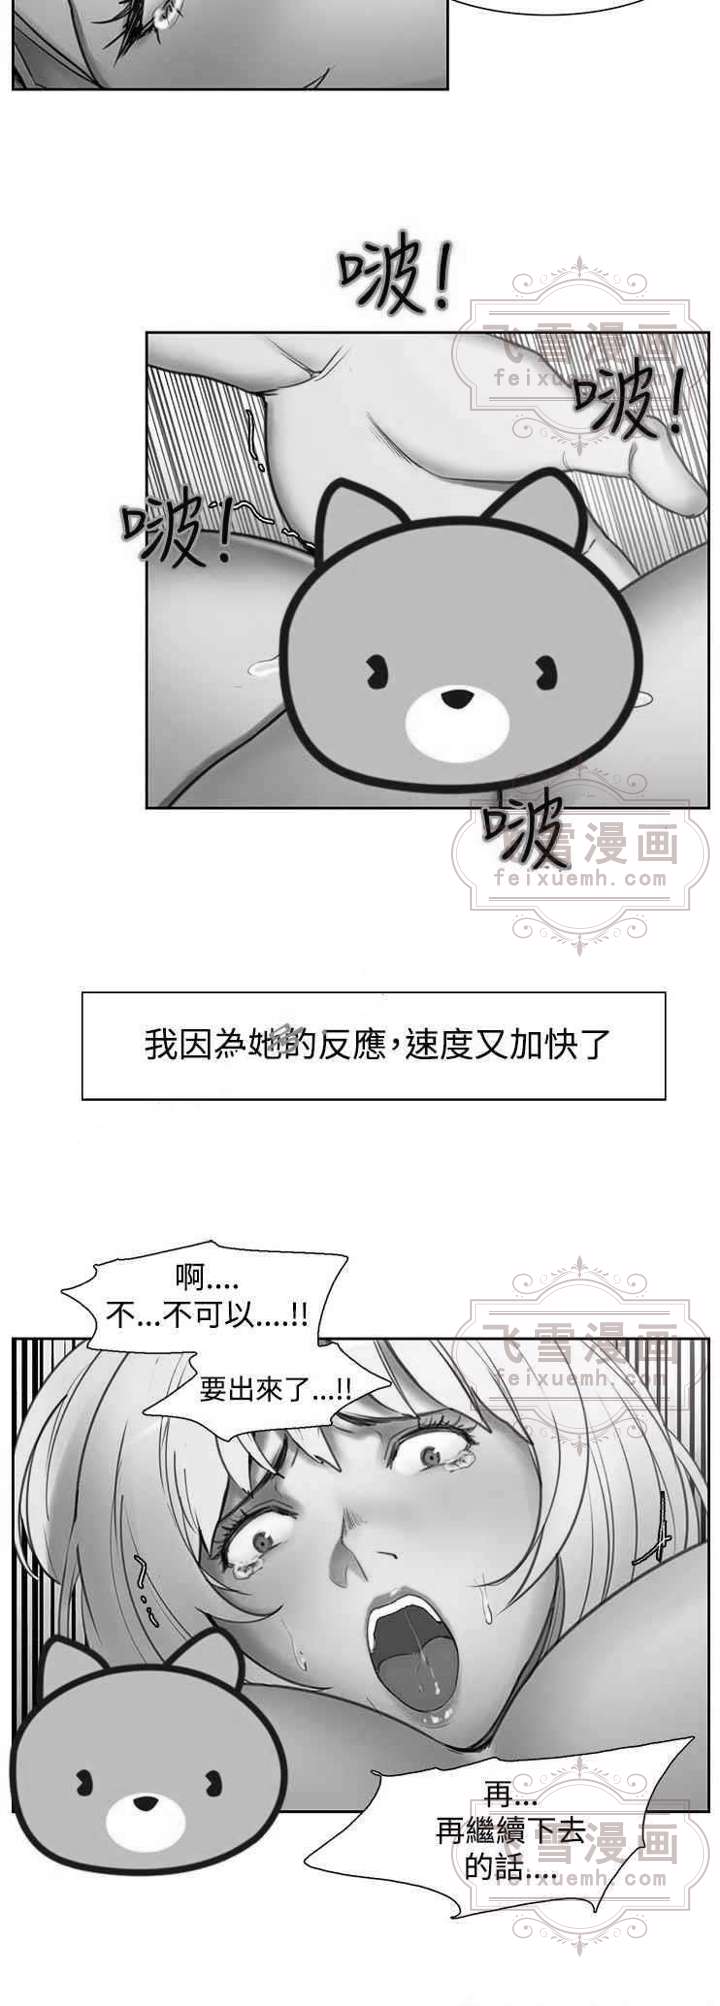 啵!
飞雪漫画
feixuemh.com
啵!
啵!
啵
飞雪漫画
feixuemh.com
我因為她的反應,速度又加快了
啊....
不...不可以....!!
要出來了...!!
飞雪漫画
feixuemh.com
再...
再繼續下去
的話....
飞雪漫画
feixuemh.com